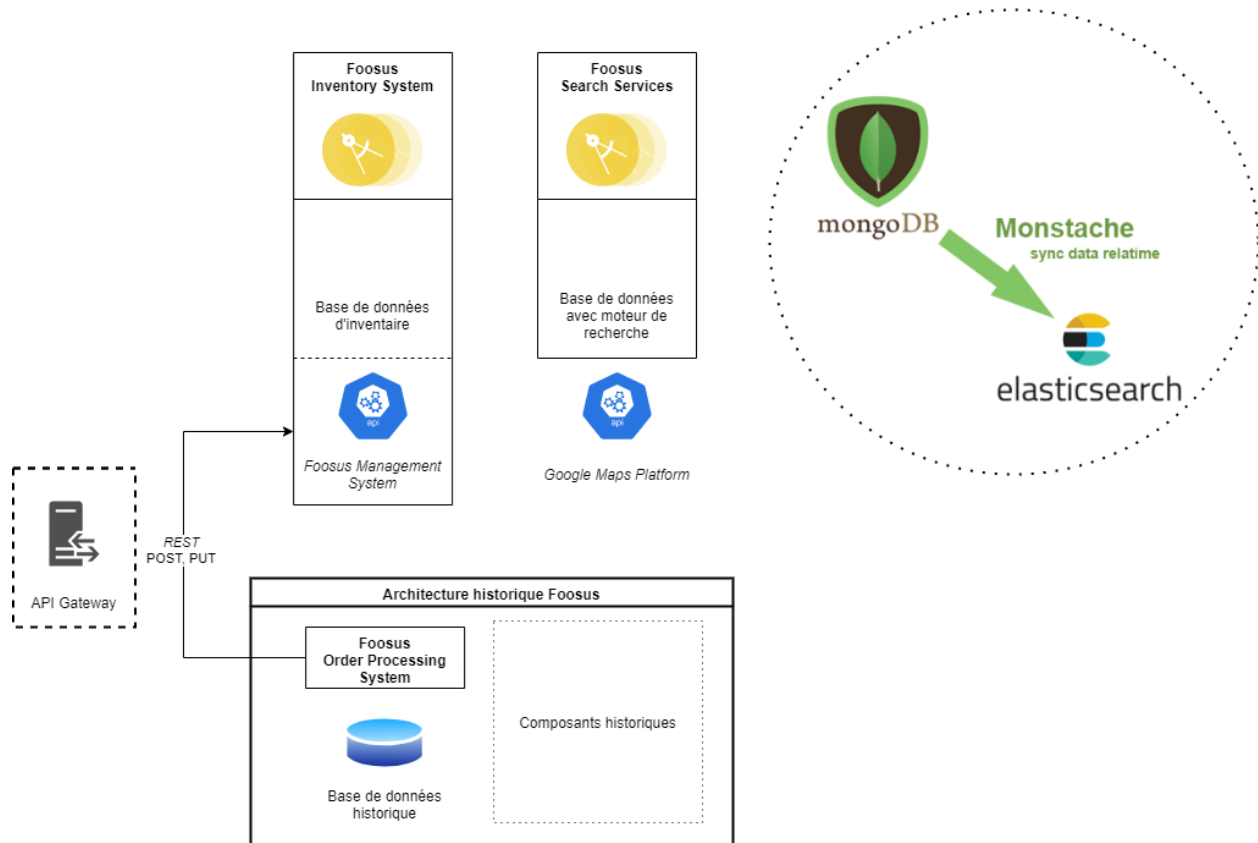 Foosus
Inventory System
Foosus
Search Services
mongoDB
Monstache
sync data relatime
Base de données
d'inventaire
Base de données
avec moteur de
recherche
elasticsearch
api
api
Foosus Management
System
Google Maps Platform
REST
POST, PUT
API Gateway
Architecture historique Foosus
Foosus
Order Processing
System
Composants historiques
Base de données
historique